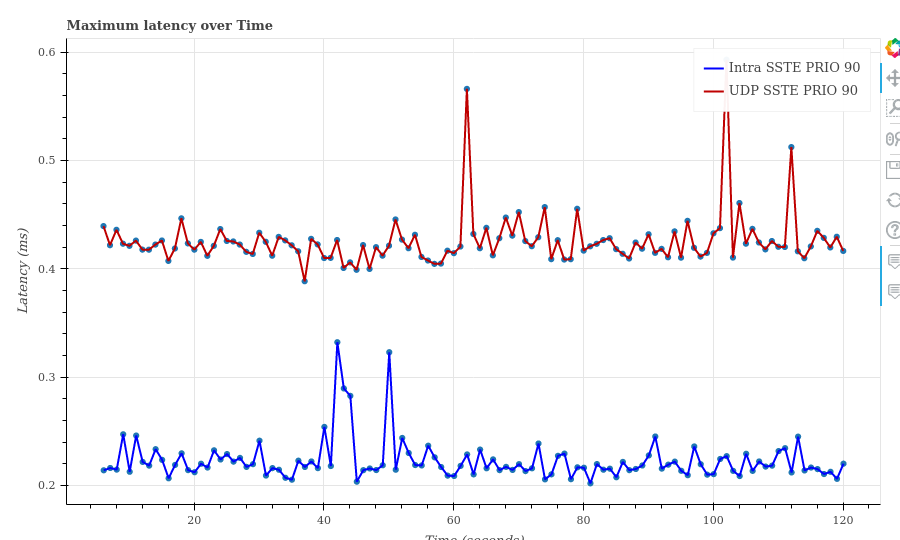 Maximum latency over Time
0.6
Intra SSTE PRIO 90
UDP SSTE PRIO 90
0.5
0.4
0.3
0.2
Latency (ms)
20 40 60 80 100 120
Time (seconds)